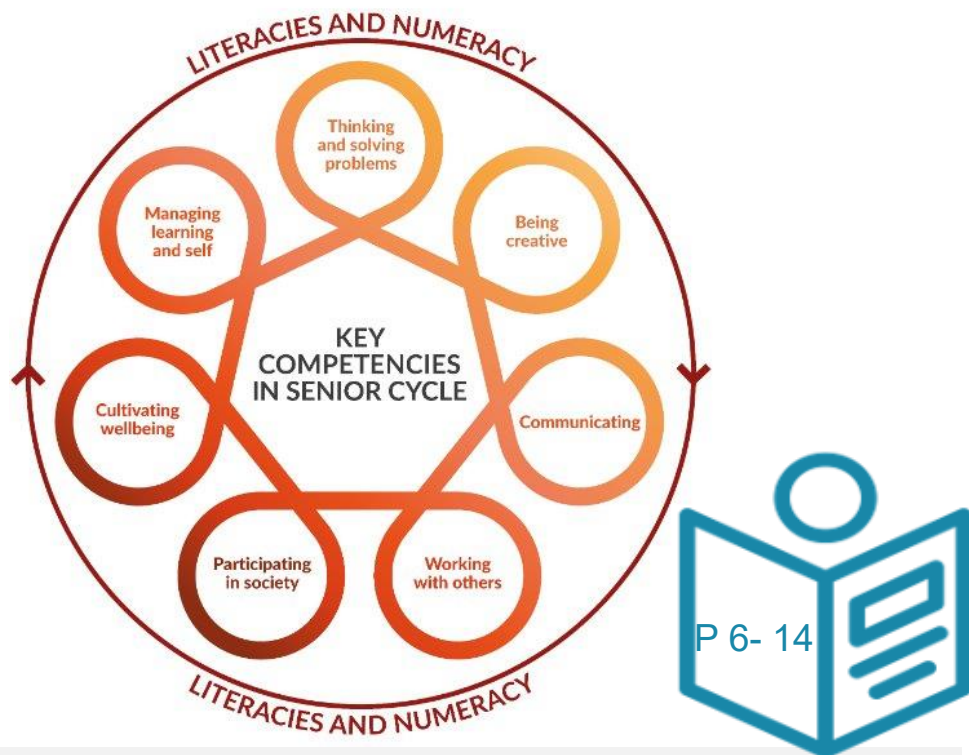 LITERACIES AND NUMERACY
Thinking
and solving
problems
Being
creative
Managing
learning
and self
KEY
COMPETENCIES
IN SENIOR CYCLE
Cultivating
wellbeing
Communicating
Participating
in society
Working
with others
P 6- 14
LITERACIES AND NUMERACY